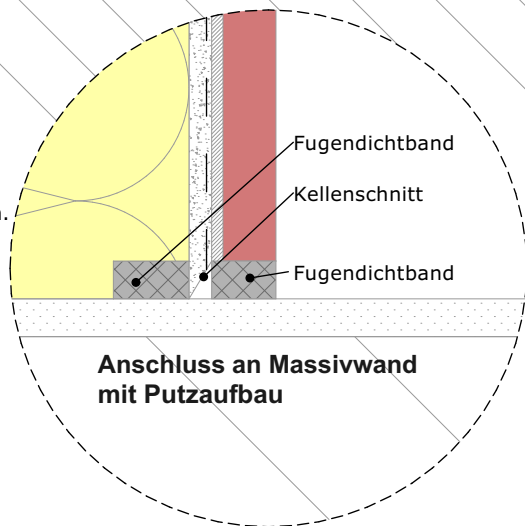 Fugendichtband
Kellenschnitt
n.
Fugendichtband
Anschluss an Massivwand
mit Putzaufbau